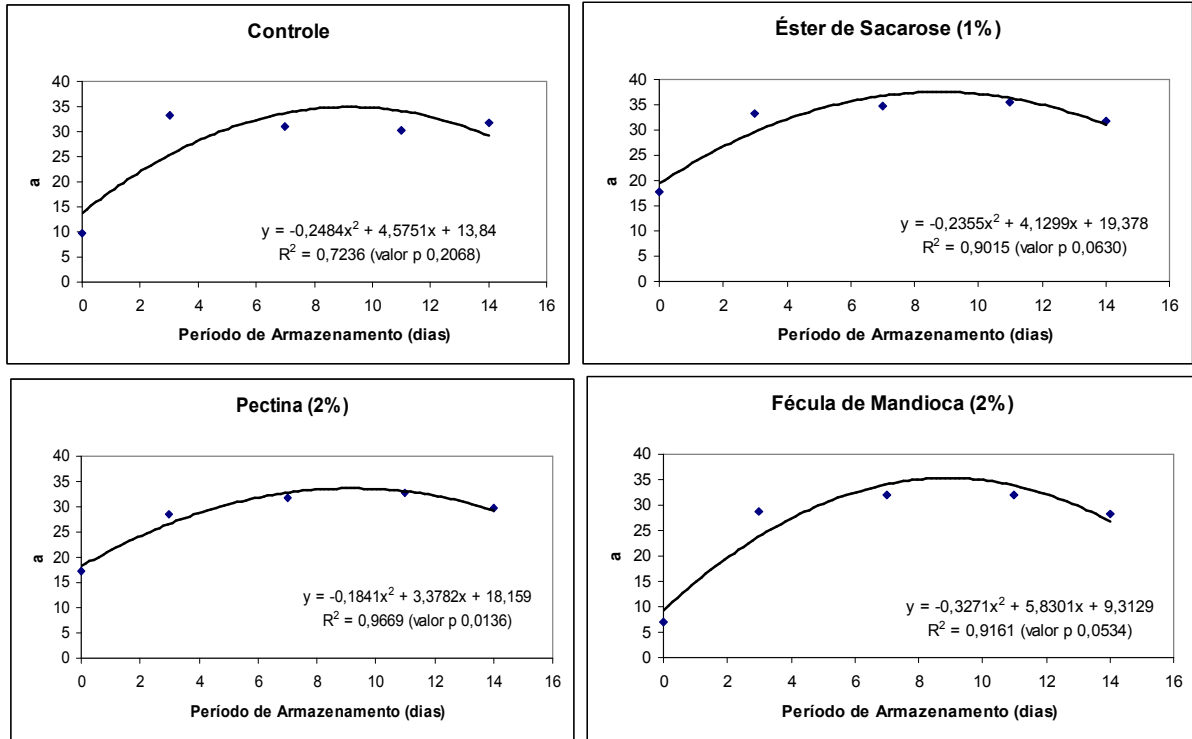 Controle
40
35
30
25
20
15
10
5
0
a
y = -0,2484x² + 4,5751x + 13,84
R² = 0,7236 (valor p 0,2068)
0 2 4 6 8 10 12 14 16
Período de Armazenamento (dias)
Éster de Sacarose (1%)
40
35
30
25
20
15
10
5
0
a
y = -0,2355x² + 4,1299x + 19,378
R² = 0,9015 (valor p 0,0630)
0 2 4 6 8 10 12 14 16
Período de Armazenamento (dias)
Pectina (2%)
40
35
30
25
20
15
10
5
0
a
y = -0,1841x² + 3,3782x + 18,159
R² = 0,9669 (valor p 0,0136)
0 2 4 6 8 10 12 14 16
Período de Armazenamento (dias)
Fécula de Mandioca (2%)
40
35
30
25
20
15
10
5
0
a
y = -0,3271x² + 5,8301x + 9,3129
R² = 0,9161 (valor p 0,0534)
0 2 4 6 8 10 12 14 16
Período de Armazenamento (dias)